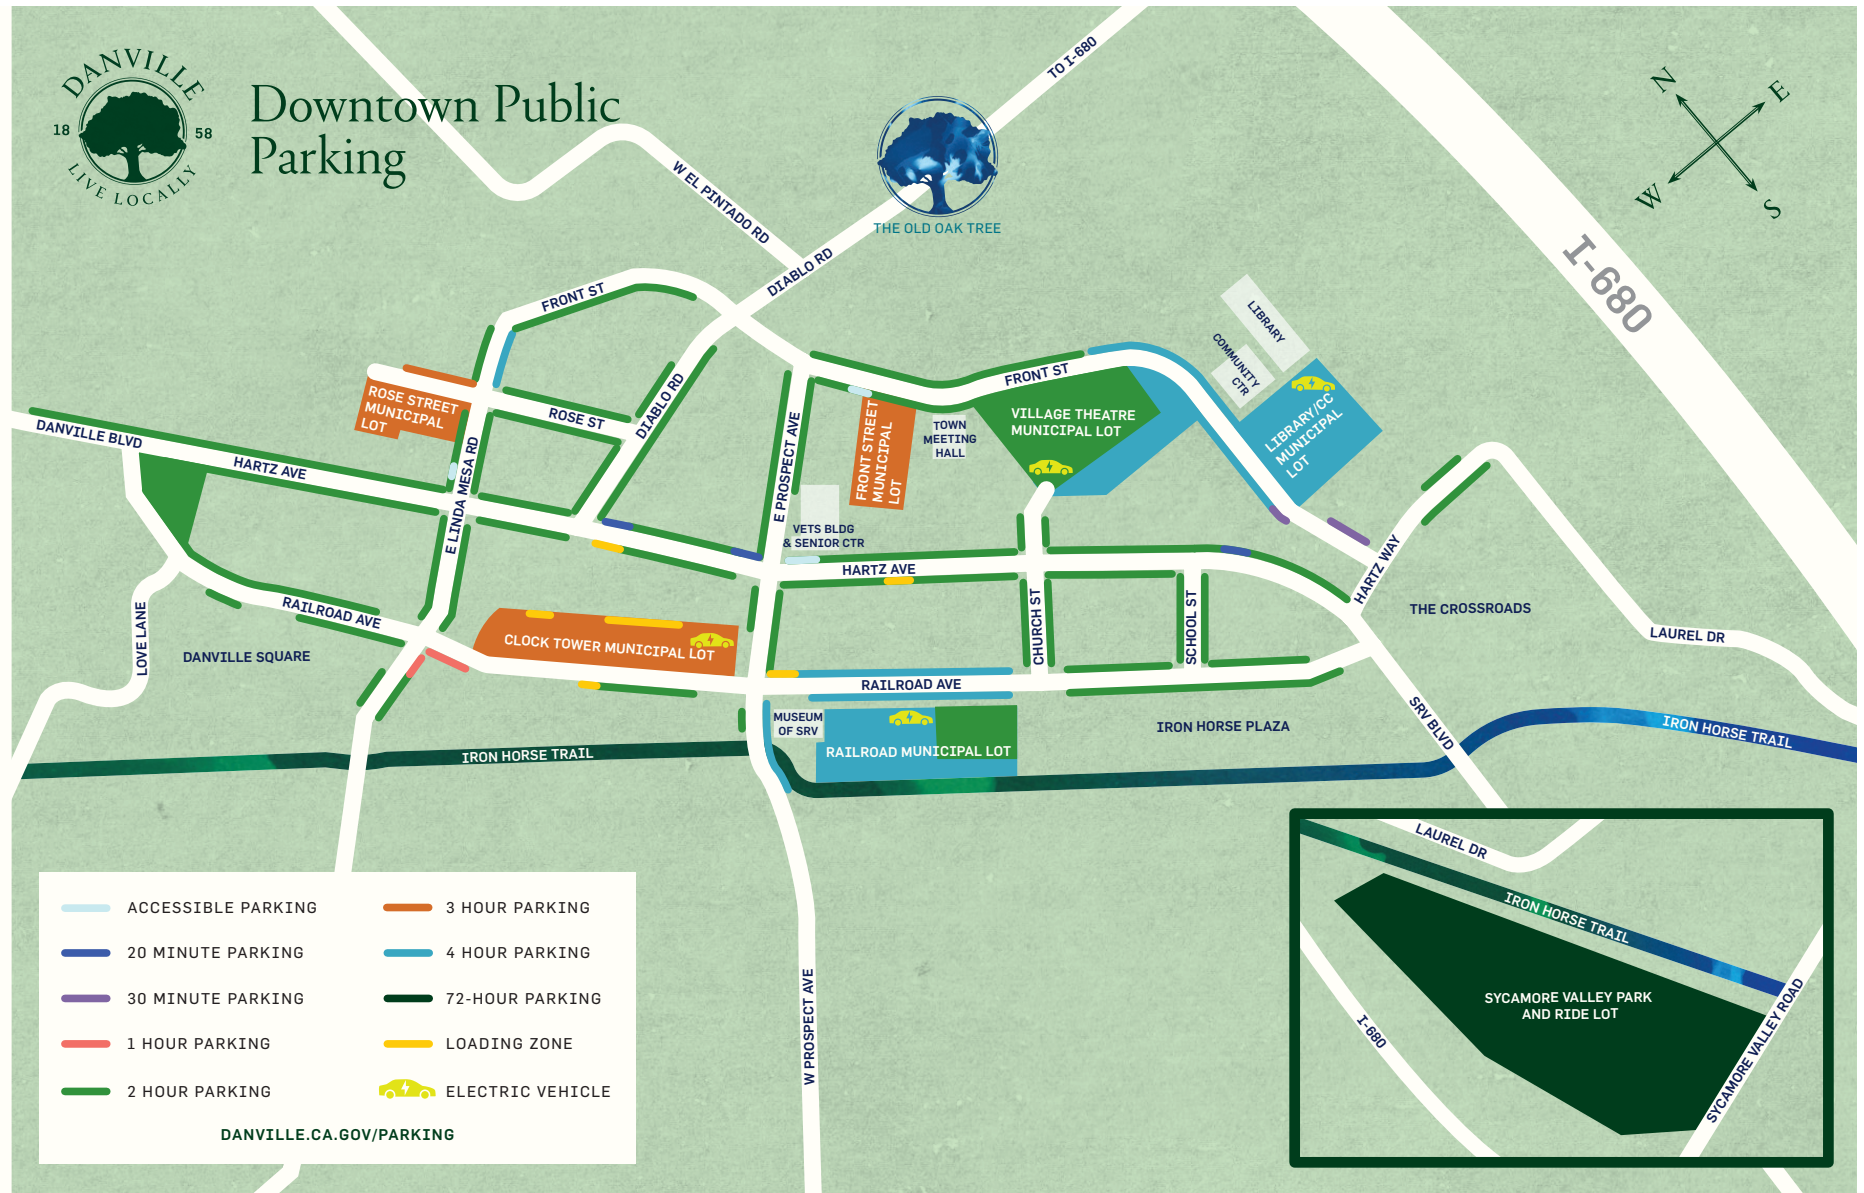 DANVILLE
18 58
LIVE LOCALLY
Downtown Public
Parking
TO I-680
N
E
W
S
I-680
W EL PINTADO RD
THE OLD OAK TREE
DIABLO RD
FRONT ST
LIBRARY
COMMUNITY
CTR
FRONT ST
ROSE STREET
MUNICIPAL
LOT
ROSE ST
DIABLO RD
FRONT STREET
MUNICIPAL
LOT
TOWN
MEETING
HALL
VILLAGE THEATRE
MUNICIPAL LOT
LIBRARY/CC
MUNICIPAL
LOT
DANVILLE BLVD
HARTZ AVE
E LINDA MESA RD
E PROSPECT AVE
VETS BLDG
& SENIOR CTR
HARTZ AVE
HARTZ WAY
THE CROSSROADS
LAUREL DR
LOVE LANE
RAILROAD AVE
DANVILLE SQUARE
CLOCK TOWER MUNICIPAL LOT
CHURCH ST
SCHOOL ST
RAILROAD AVE
MUSEUM
OF SRV
RAILROAD MUNICIPAL LOT
IRON HORSE PLAZA
SRV BLVD
IRON HORSE TRAIL
IRON HORSE TRAIL
W PROSPECT AVE
ACCESSIBLE PARKING
20 MINUTE PARKING
30 MINUTE PARKING
1 HOUR PARKING
2 HOUR PARKING
3 HOUR PARKING
4 HOUR PARKING
72-HOUR PARKING
LOADING ZONE
ELECTRIC VEHICLE
DANVILLE.CA.GOV/PARKING
LAUREL DR
IRON HORSE TRAIL
SYCAMORE VALLEY PARK
AND RIDE LOT
I-680
SYCAMORE VALLEY ROAD